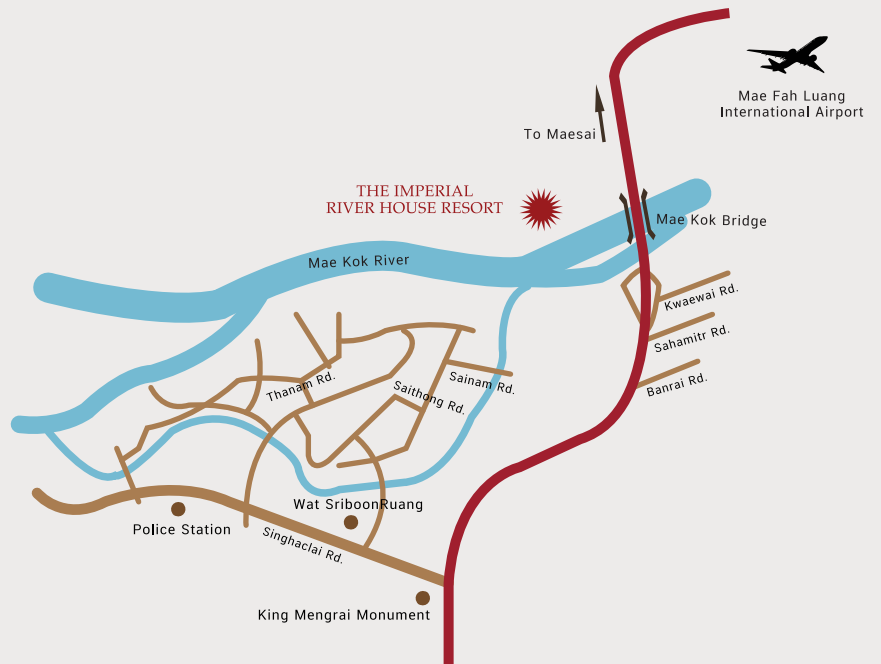 Mae Fah Luang
International Airport
To Maesai
THE IMPERIAL
RIVER HOUSE RESORT
Mae Kok Bridge
Mae Kok River
Kwaewai Rd.
Sahamitr Rd.
Banrai Rd.
Thanam Rd.
Saithong Rd.
Sainam Rd.
Wat SriboonRuang
Police Station
Singhaclai Rd.
King Mengrai Monument